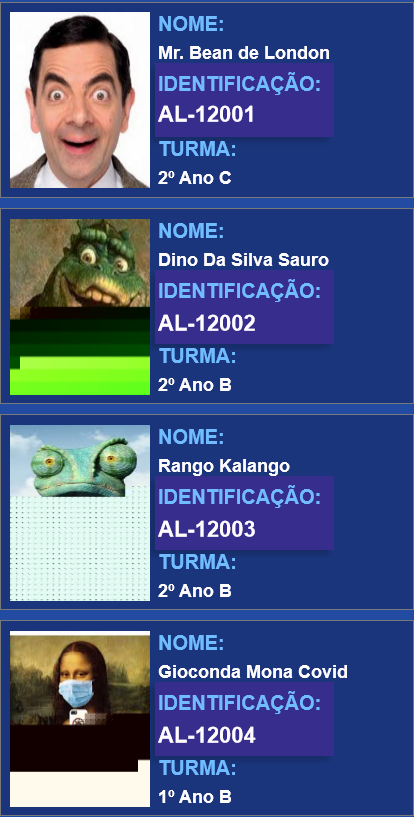 NOME:
Mr. Bean de London
IDENTIFICAÇÃO:
AL-12001
TURMA:
2º Ano C
NOME:
Dino Da Silva Sauro
IDENTIFICAÇÃO:
AL-12002
TURMA:
2º Ano B
NOME:
Rango Kalango
IDENTIFICAÇÃO:
AL-12003
TURMA:
2º Ano B
NOME:
Gioconda Mona Covid
IDENTIFICAÇÃO:
AL-12004
TURMA:
1º Ano B